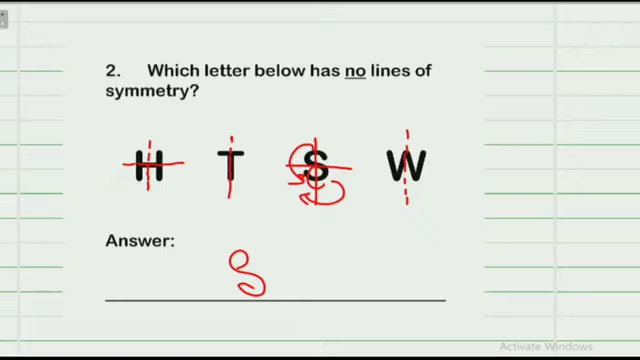 2. Which letter below has no lines of
symmetry?
H T S W
Answer:
S
Activate Windows